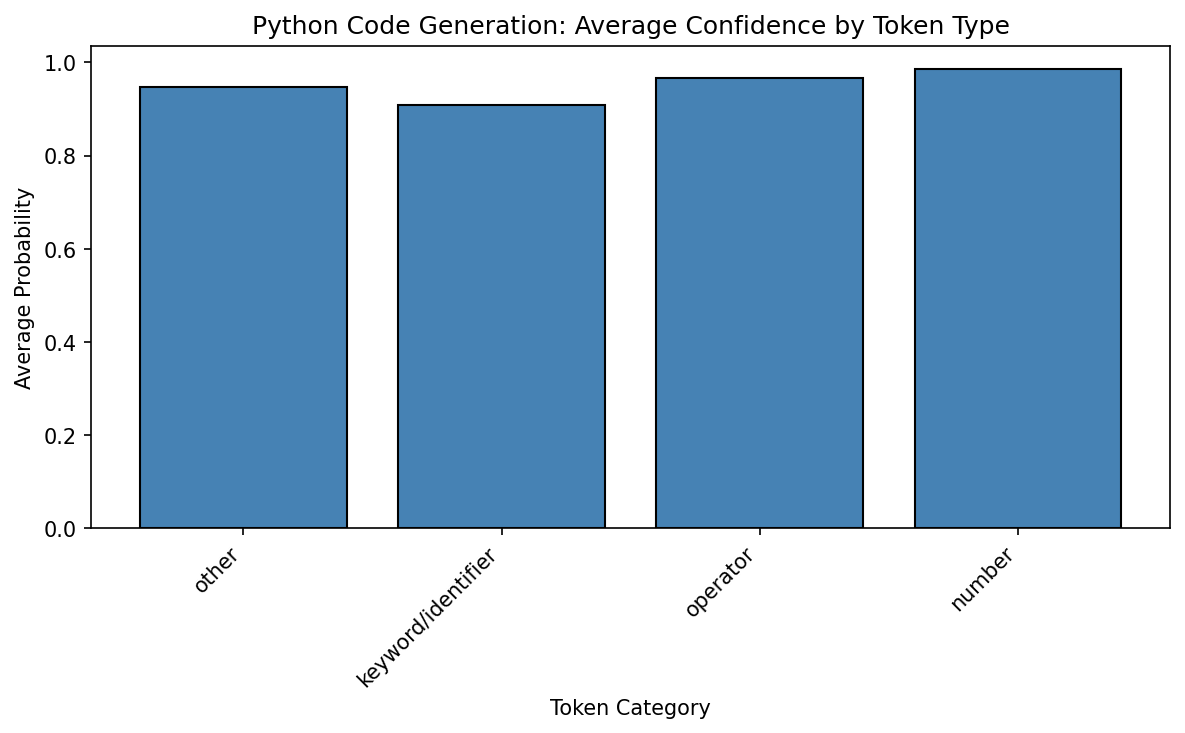 Python Code Generation: Average Confidence by Token Type
1.0
0.8
0.6
0.4
0.2
0.0
Average Probability
other
keyword/identifier
operator
number
Token Category